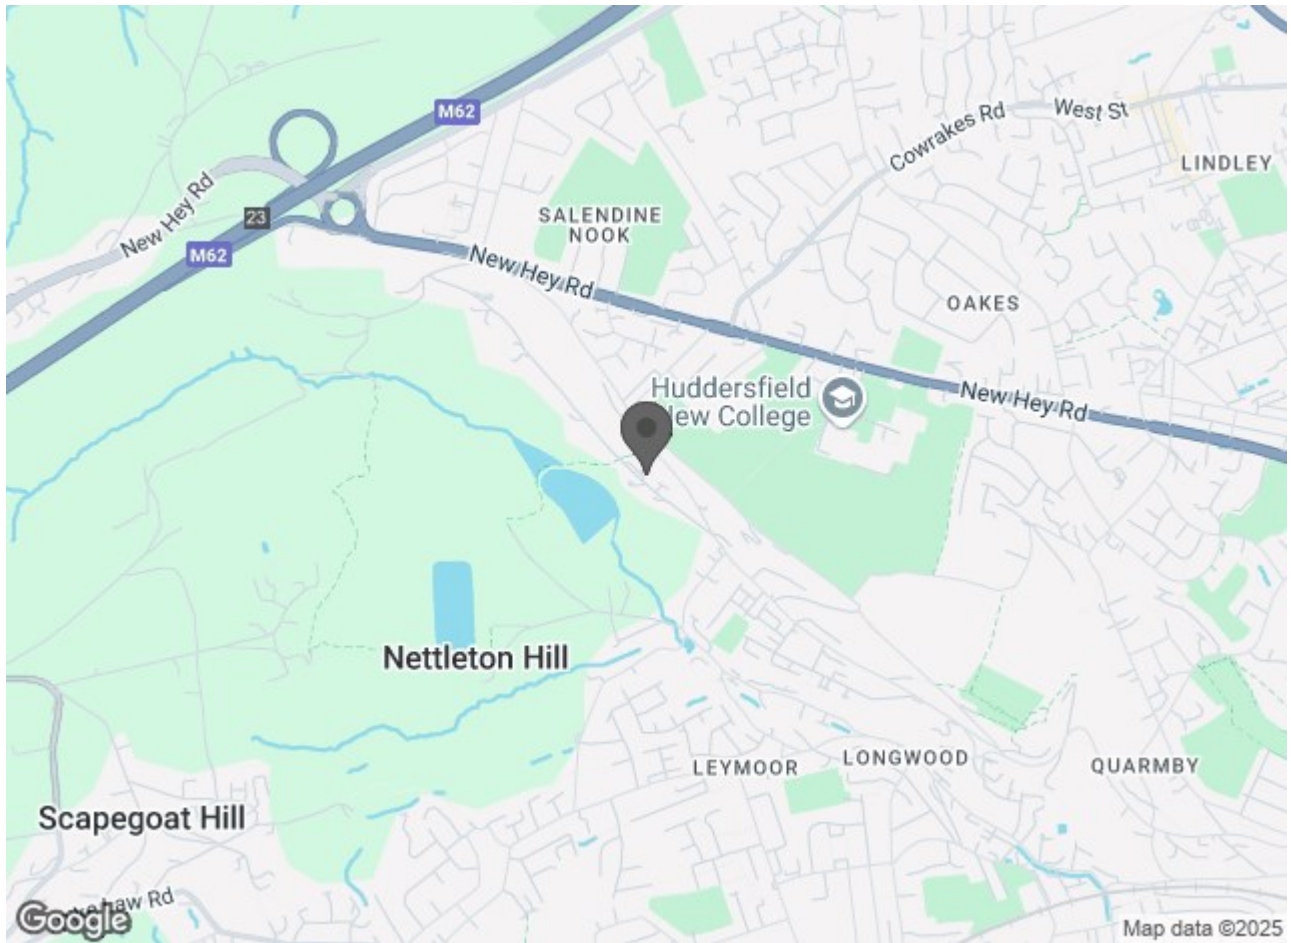 M62
Cowrakes Rd
West St
LINDLEY
New Hey Rd
23
M62
SALENDINE
NOOK
New Hey Rd
OAKES
Huddersfield
New College
New Hey Rd
Nettleton Hill
LEYMOOR
LONGWOOD
QUARMBY
Scapegoat Hill
Rd
Google
Map data ©2025